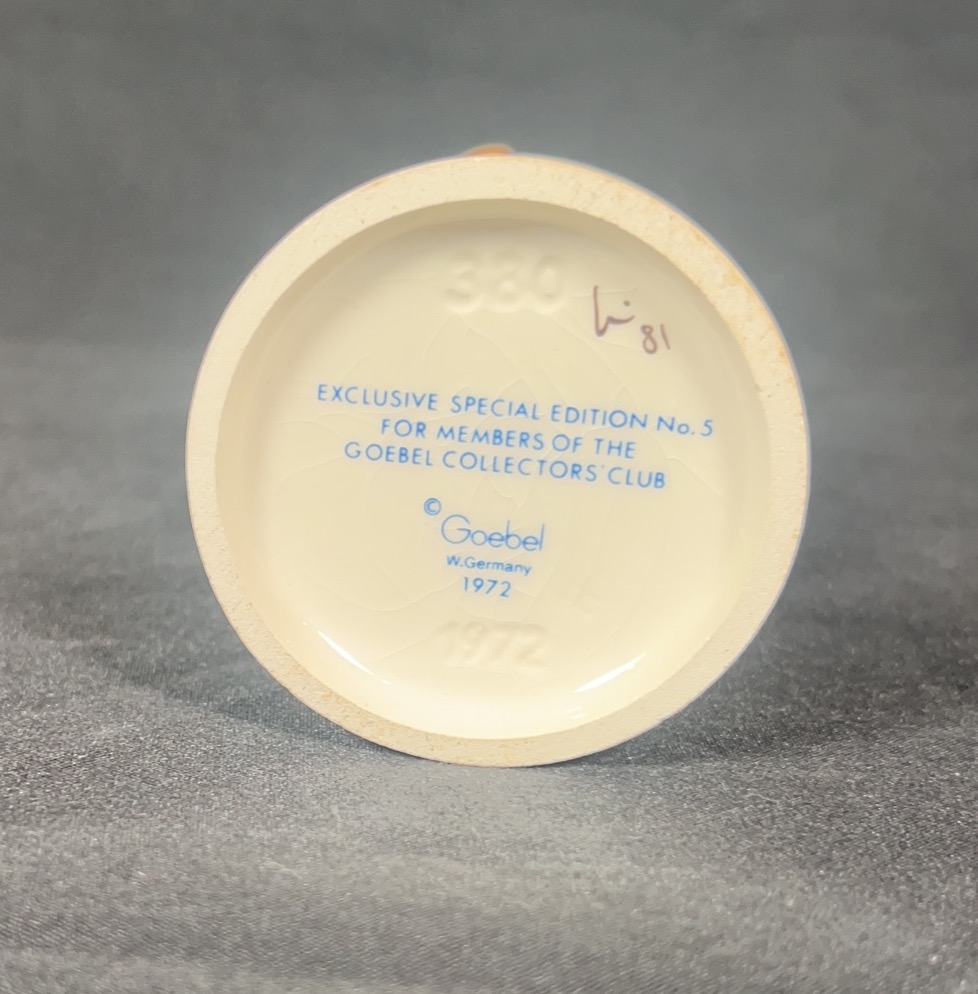 380
81
EXCLUSIVE SPECIAL EDITION No. 5
FOR MEMBERS OF THE
GOEBEL COLLECTORS' CLUB
© Goebel
W. Germany
1972
1972